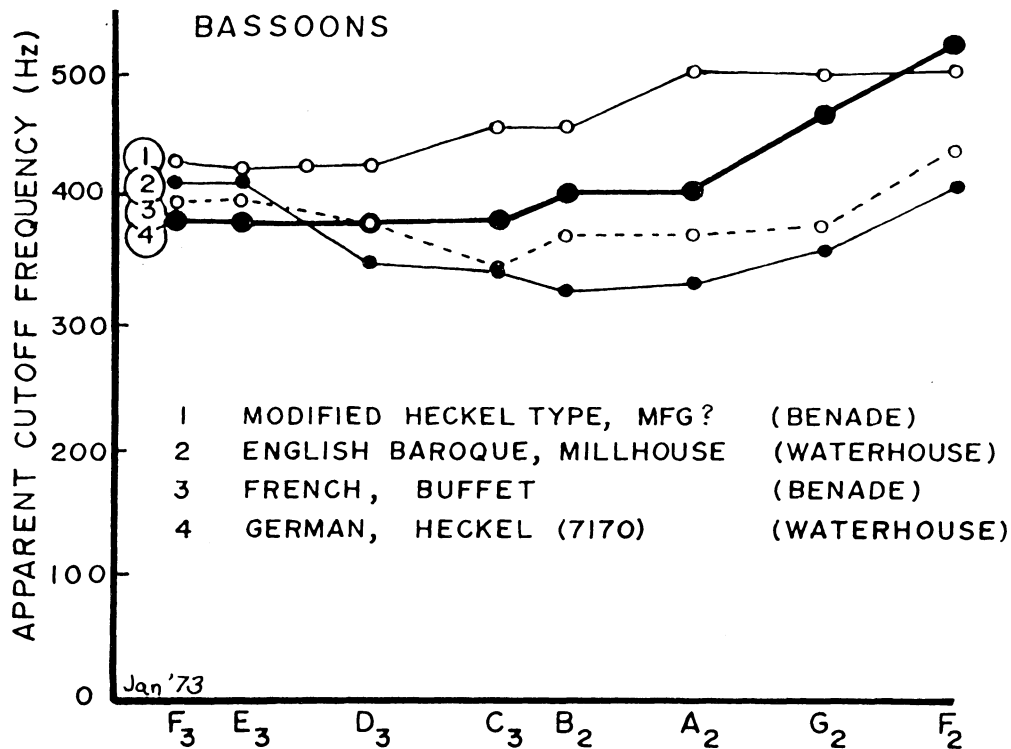 BASSOONS
APPARENT CUTOFF FREQUENCY (Hz)
500
400
300
200
100
0
1
2
3
4
1 MODIFIED HECKEL TYPE, MFG? (BENADE)
2 ENGLISH BAROQUE, MILLHOUSE (WATERHOUSE)
3 FRENCH, BUFFET (BENADE)
4 GERMAN, HECKEL (7170) (WATERHOUSE)
Jan '73
F3 E3 D3 C3 B2 A2 G2 F2